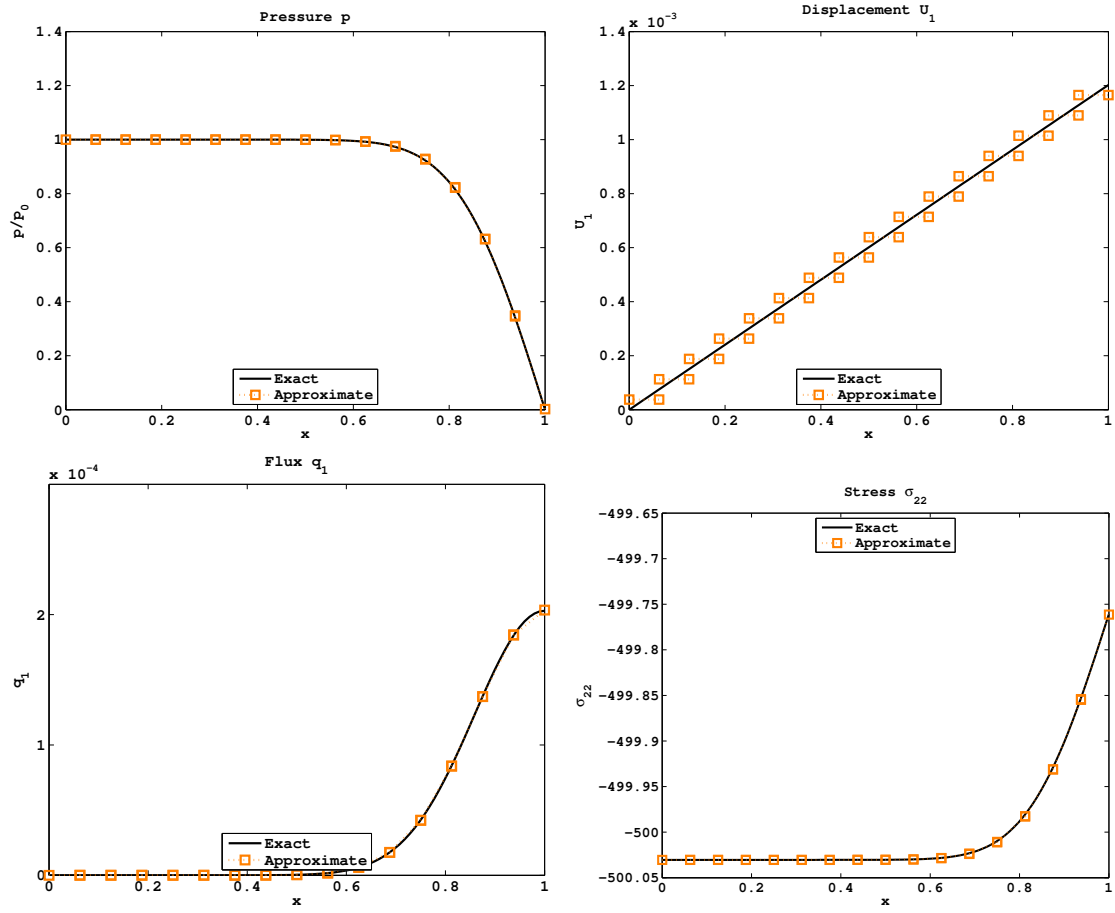 Pressure p
1.4
1.2
1
0.8
0.6
0.4
0.2
0
p/p₀
Exact
Approximate
0 0.2 0.4 0.6 0.8 1
x
Displacement U₁
x 10⁻³
1.4
1.2
1
0.8
0.6
0.4
0.2
0
U₁
Exact
Approximate
0.2 0.4 0.6 0.8 1
x
Flux q₁
x 10⁻⁴
2
1
0
q₁
Exact
Approximate
0 0.2 0.4 0.6 0.8 1
x
Stress σ₂₂
−499.65
−499.7
−499.75
−499.8
−499.85
−499.9
−499.95
−500
−500.05
σ₂₂
Exact
Approximate
0 0.2 0.4 0.6 0.8 1
x